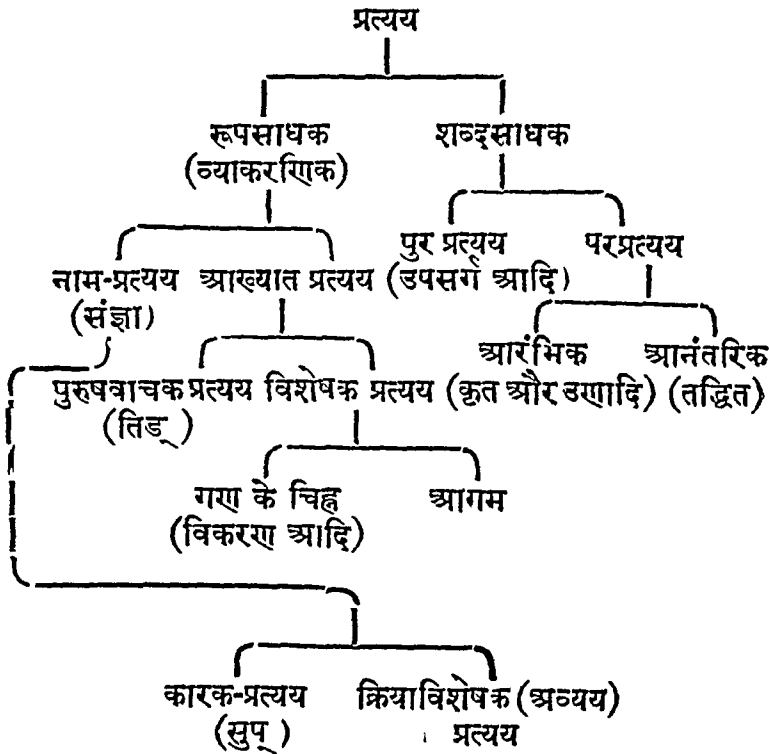 प्रत्यय
रूपसाधक शब्दसाधक
(व्याकरणिक)
पुर प्रत्यय परप्रत्यय
नाम-प्रत्यय आख्यात प्रत्यय (उपसर्ग आदि)
(संज्ञा)
आरंभिक आनंतरिक
पुरुषवाचक प्रत्यय विशेषक प्रत्यय (कृत और उणादि) (तद्धित)
(तिड्)
गण के चिह्न आगम
(विकरण आदि)
कारक-प्रत्यय क्रियाविशेषक (अव्यय)
(सुप्) प्रत्यय